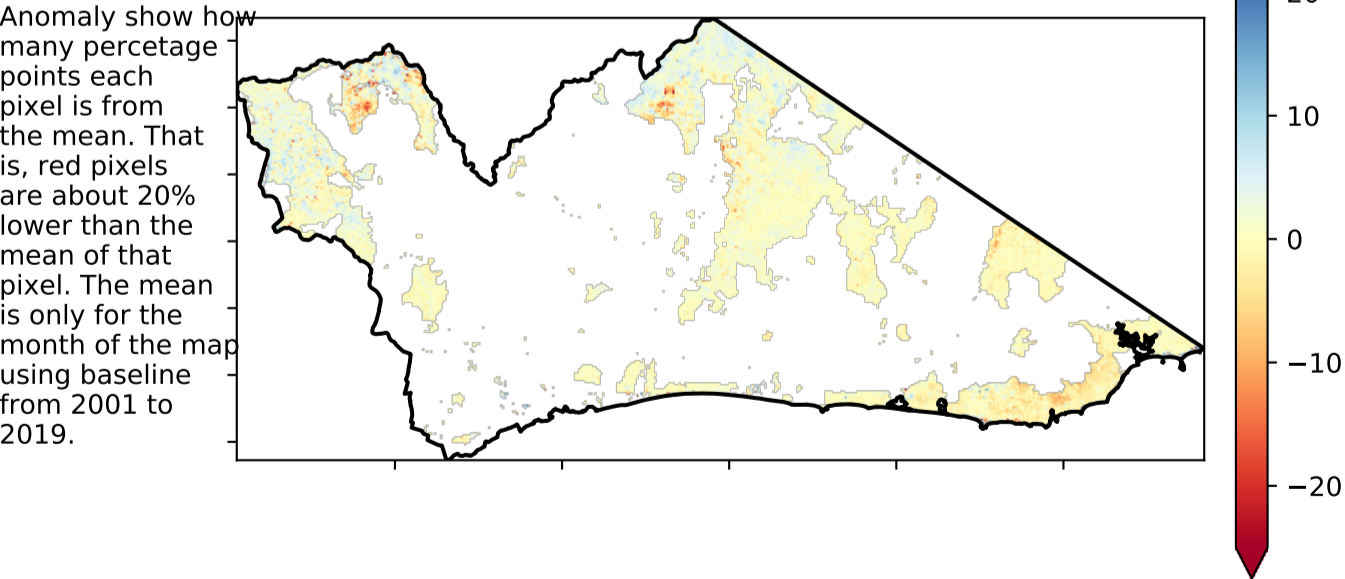 Anomaly show how
many percetage
points each
pixel is from
the mean. That
is, red pixels
are about 20%
lower than the
mean of that
pixel. The mean
is only for the
month of the map
using baseline
from 2001 to
2019.
10
0
−10
−20